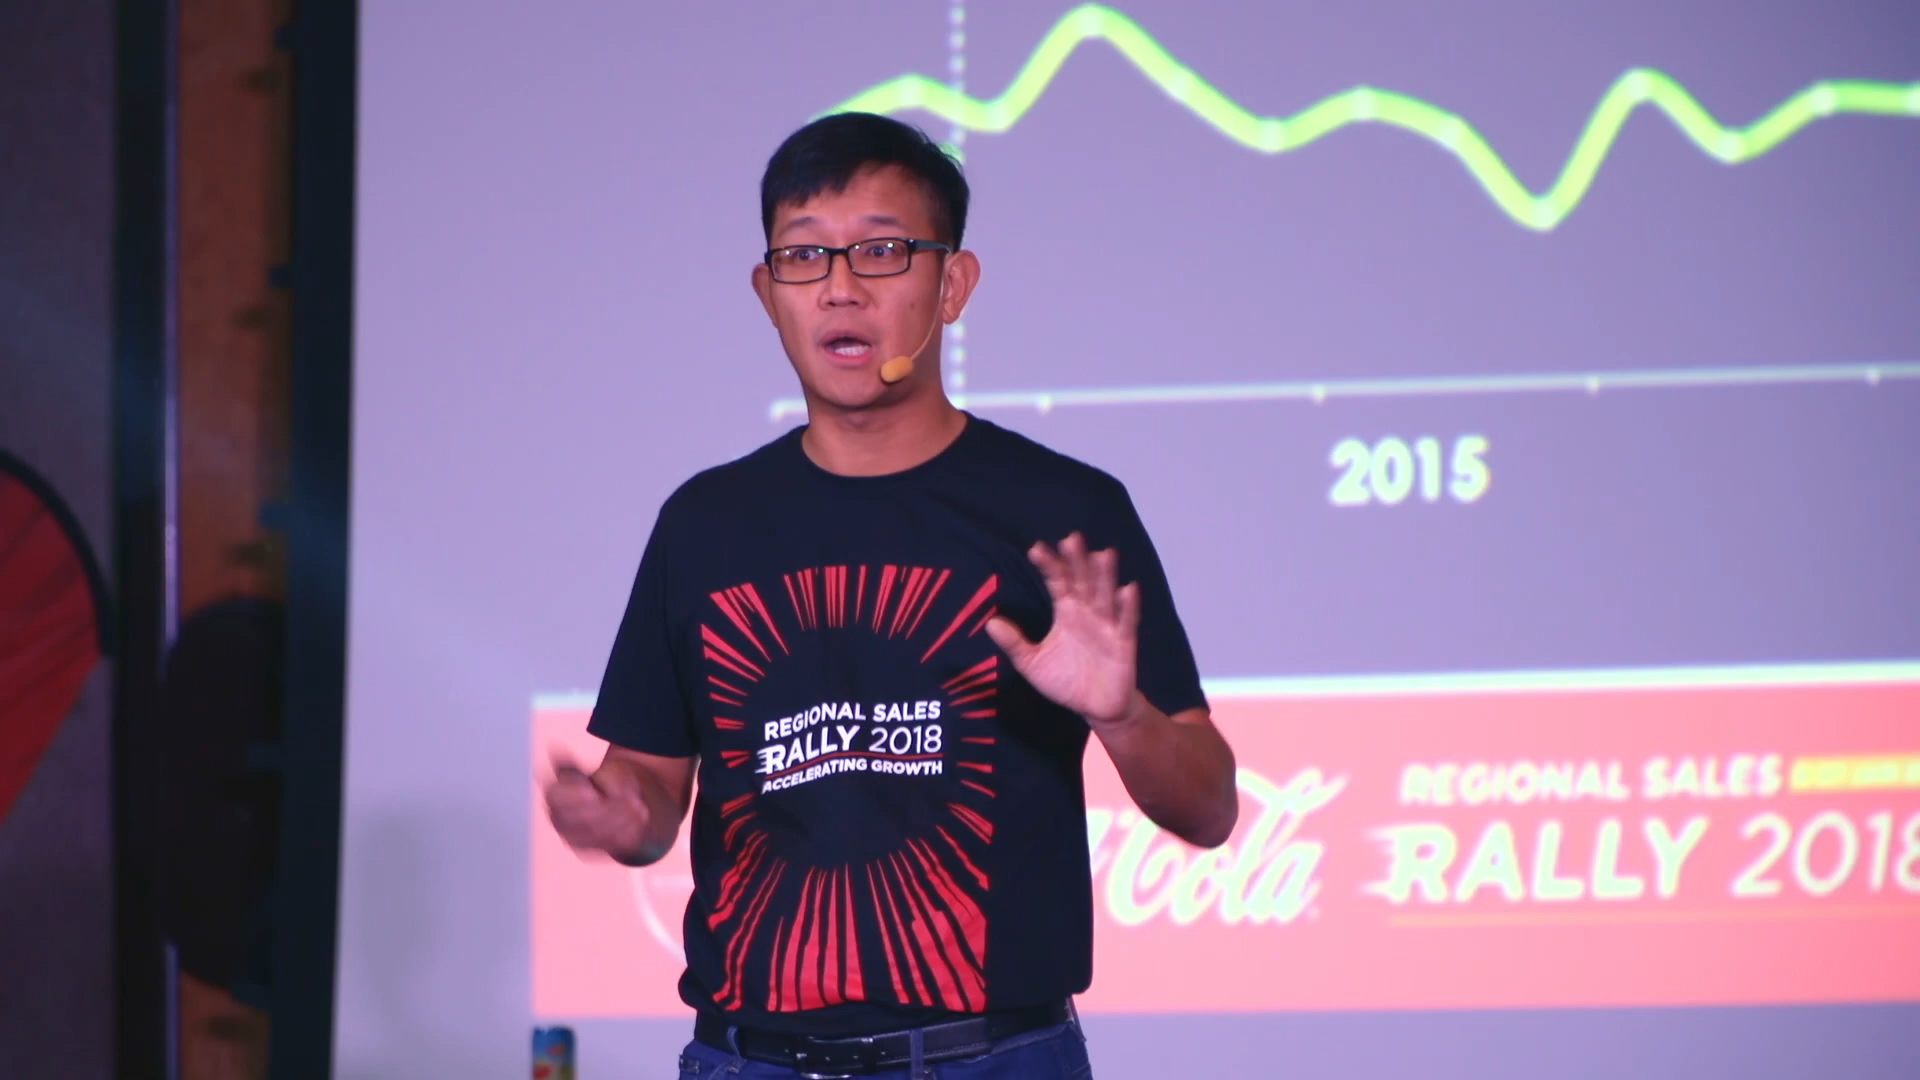 2015
REGIONAL SALES
RALLY 2018
ACCELERATING GROWTH
Cola
REGIONAL SALES
RALLY 2018